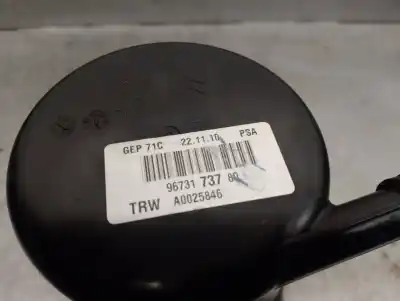 GEP 71C 22.11.10 PSA
96731 737 80
TRW A0025846